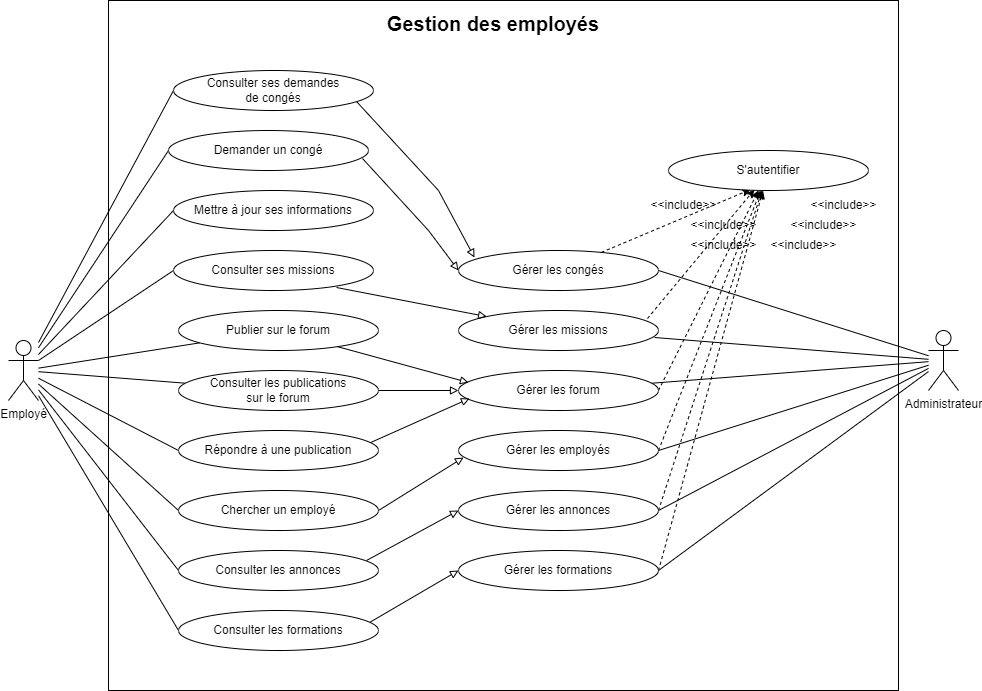 Gestion des employés
Consulter ses demandes
de congés
Demander un congé
S'autentifier
Mettre à jour ses informations
<<include>>
<<include>>
<<include>>
<<include>>
<<include>>
<<include>>
Consulter ses missions
Gérer les congés
Publier sur le forum
Gérer les missions
Consulter les publications
sur le forum
Gérer les forum
Employé
Administrateur
Répondre à une publication
Gérer les employés
Chercher un employé
Gérer les annonces
Consulter les annonces
Gérer les formations
Consulter les formations